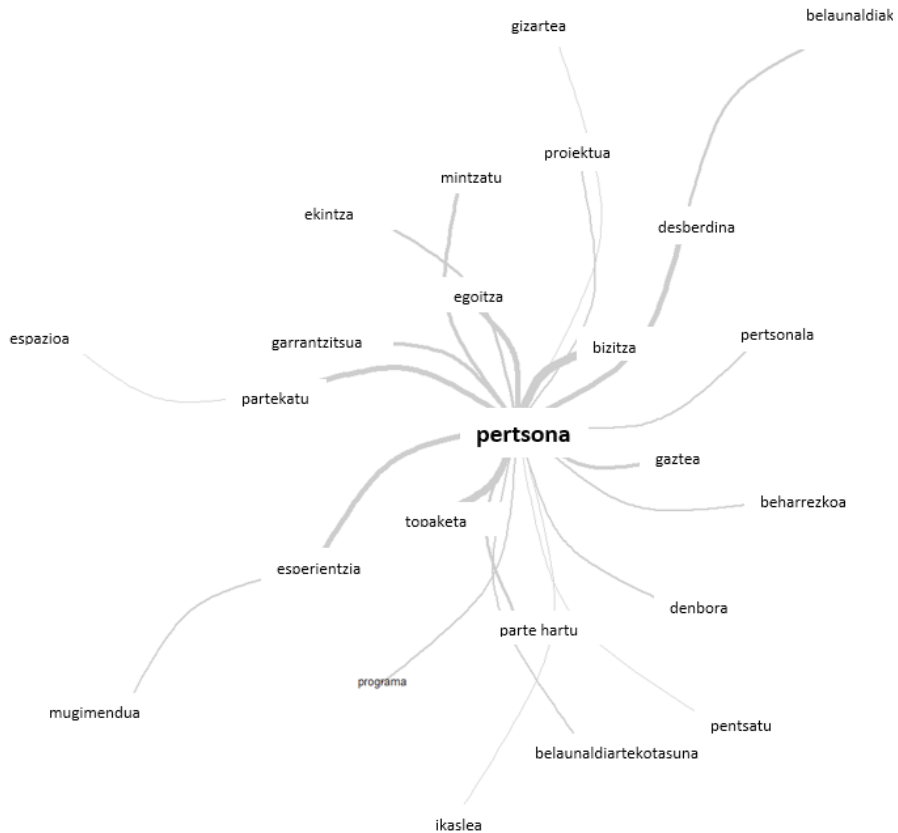 belaunaldiak
gizartea
proiektua
mintzatu
ekintza
desberdina
egoitza
espazioa
garrantzitsua
bizitza
pertsonala
partekatu
pertsona
gaztea
beharrezkoa
topaketa
esperientzia
denbora
parte hartu
programa
mugimendua
pentsatu
belaunaldiartekotasuna
ikaslea